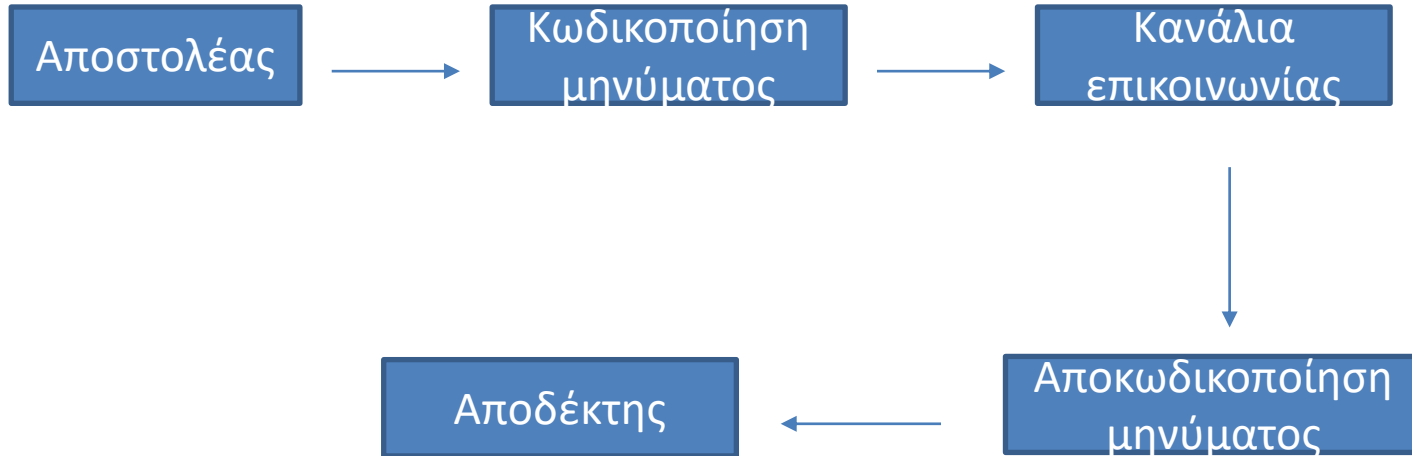 Αποστολέας
Κωδικοποίηση
μηνύματος
Κανάλια
επικοινωνίας
Αποκωδικοποίηση
μηνύματος
Αποδέκτης